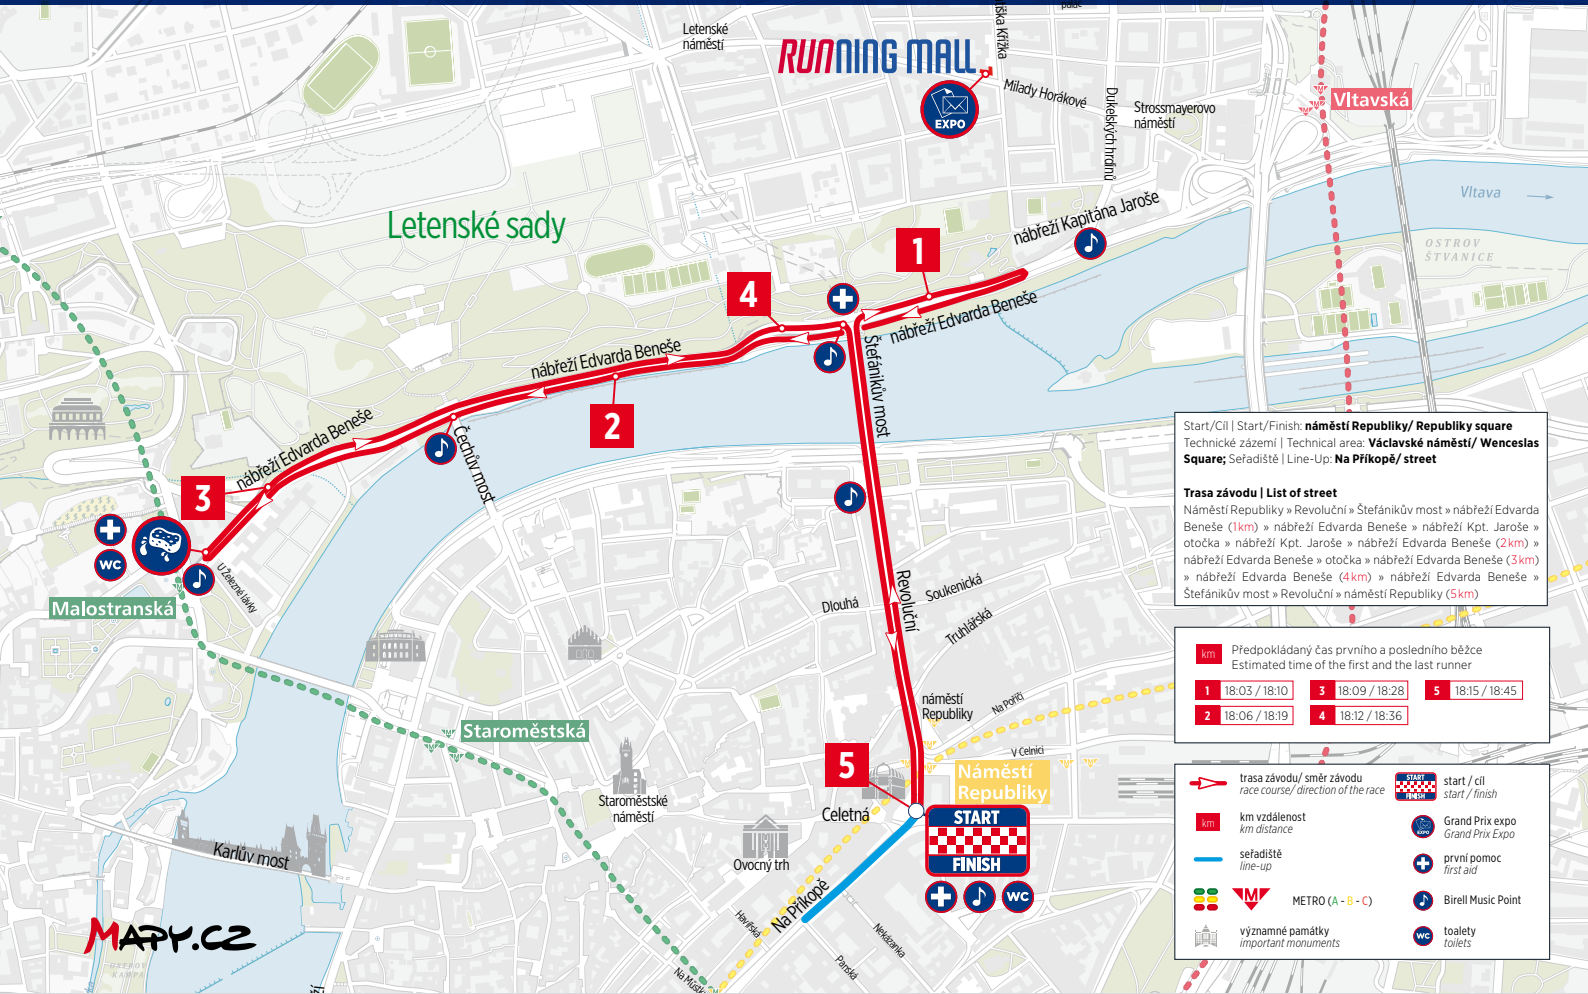 Letenské
náměstí
RUNNING MALL
EXPO
Milady Horákové
Dukelských hrdinů
Strossmayerovo
náměstí
Vltavská
Vltava
OSTROV
ŠTVANICE
Letenské sady
nábřeží Kapitána Jaroše
1
4
nábřeží Edvarda Beneše
nábřeží Edvarda Beneše
Štefánikův most
2
nábřeží Edvarda Beneše
Čechův most
3
WC
U Železné lávky
Malostranská
Revoluční
Soukenická
Dlouhá
Truhlářská
náměstí
Republiky
Na Poříčí
V Celnici
Staroměstská
5
Náměstí
Republiky
Staroměstské
náměstí
Celetná
START
FINISH
WC
Ovocný trh
Karlův most
Na Příkopě
Havířská
Nekázanka
Panská
Na Můstku
MAPY.CZ
Start/Cíl | Start/Finish: náměstí Republiky/ Republiky square
Technické zázemí | Technical area: Václavské náměstí/ Wenceslas
Square; Seřadiště | Line-Up: Na Příkopě/ street
Trasa závodu | List of street
Náměstí Republiky » Revoluční » Štefánikův most » nábřeží Edvarda
Beneše (1km) » nábřeží Edvarda Beneše » nábřeží Kpt. Jaroše »
otočka » nábřeží Kpt. Jaroše » nábřeží Edvarda Beneše (2km) »
nábřeží Edvarda Beneše » otočka » nábřeží Edvarda Beneše (3km)
» nábřeží Edvarda Beneše (4km) » nábřeží Edvarda Beneše »
Štefánikův most » Revoluční » náměstí Republiky (5km)
km
Předpokládaný čas prvního a posledního běžce
Estimated time of the first and the last runner
1 18:03 / 18:10
3 18:09 / 18:28
5 18:15 / 18:45
2 18:06 / 18:19
4 18:12 / 18:36
trasa závodu/ směr závodu
race course/ direction of the race
START
FINISH
start / cíl
start / finish
km
km vzdálenost
km distance
EXPO
Grand Prix expo
Grand Prix Expo
seřadiště
line-up
první pomoc
first aid
M
METRO (A - B - C)
Birell Music Point
významné památky
important monuments
WC
toalety
toilets